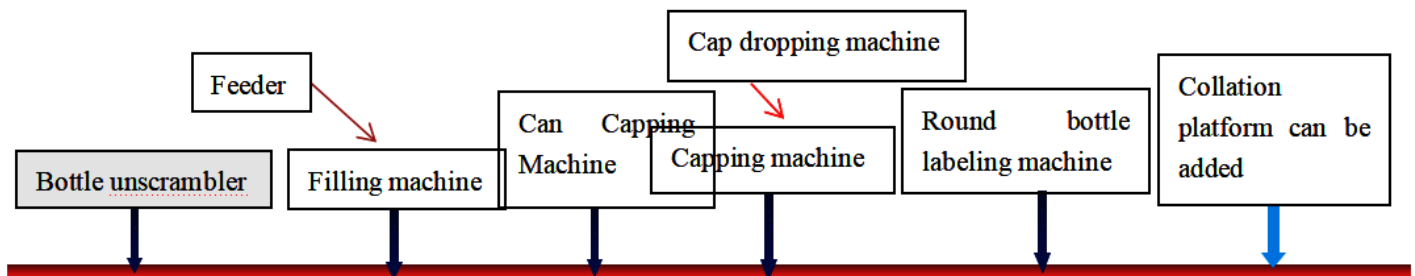 Bottle unscrambler
Feeder
Filling machine
Can Capping
Machine
Cap dropping machine
Capping machine
Round bottle
labeling machine
Collation
platform can be
added